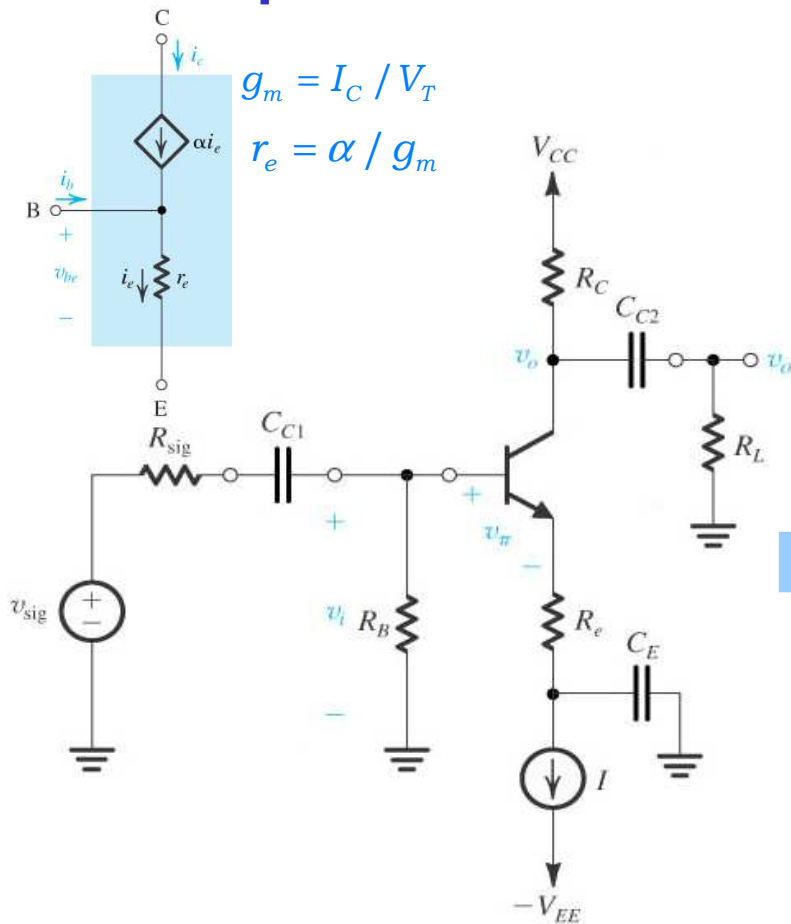 C
i_c
g_m = I_C / V_T
αi_e
r_e = α / g_m
i_b
B
+
v_be
i_e
r_e
−
E
V_CC
R_C
C_C2
v_o
v_o
R_L
R_sig
C_C1
+
+
v_π
−
v_sig
+
−
v_i
R_B
−
R_e
C_E
I
−V_EE